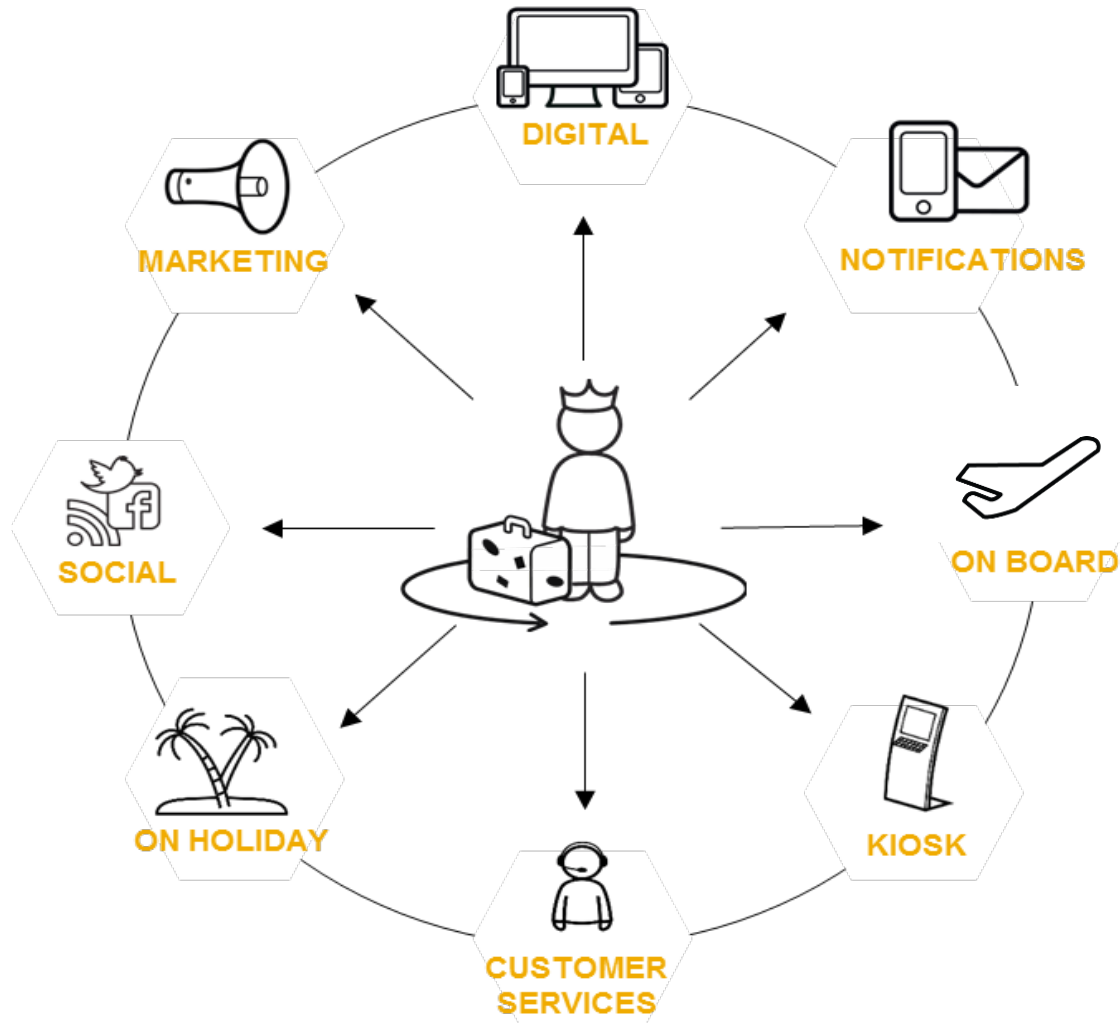 DIGITAL
MARKETING
NOTIFICATIONS
SOCIAL
ON BOARD
ON HOLIDAY
KIOSK
CUSTOMER
SERVICES